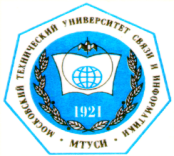 МОСКОВСКИЙ ТЕХНИЧЕСКИЙ УНИВЕРСИТЕТ СВЯЗИ И ИНФОРМАТИКИ
1921
• МТУСИ •